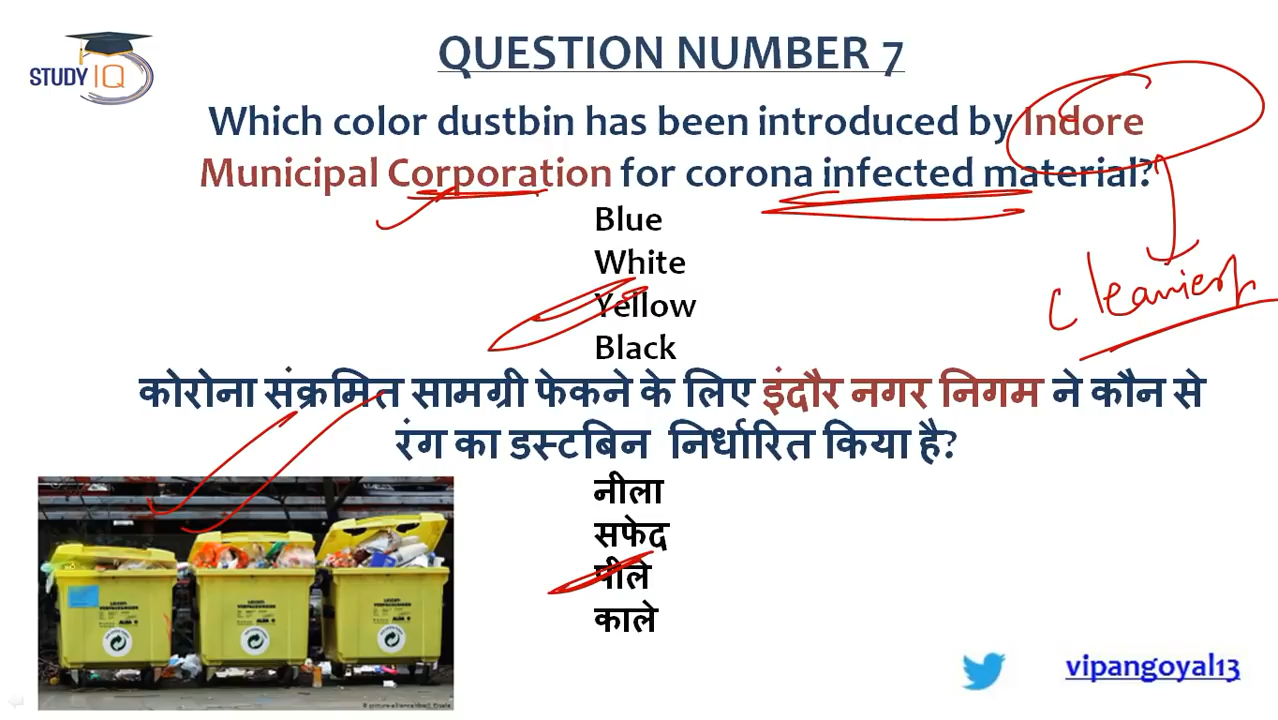 STUDY IQ
QUESTION NUMBER 7
Which color dustbin has been introduced by Indore
Municipal Corporation for corona infected material?
Blue
White
Yellow
Black
cleaniest
कोरोना संक्रमित सामग्री फेकने के लिए इंदौर नगर निगम ने कौन से
रंग का डस्टबिन निर्धारित किया है?
नीला
सफेद
पीले
काले
vipangoyal13